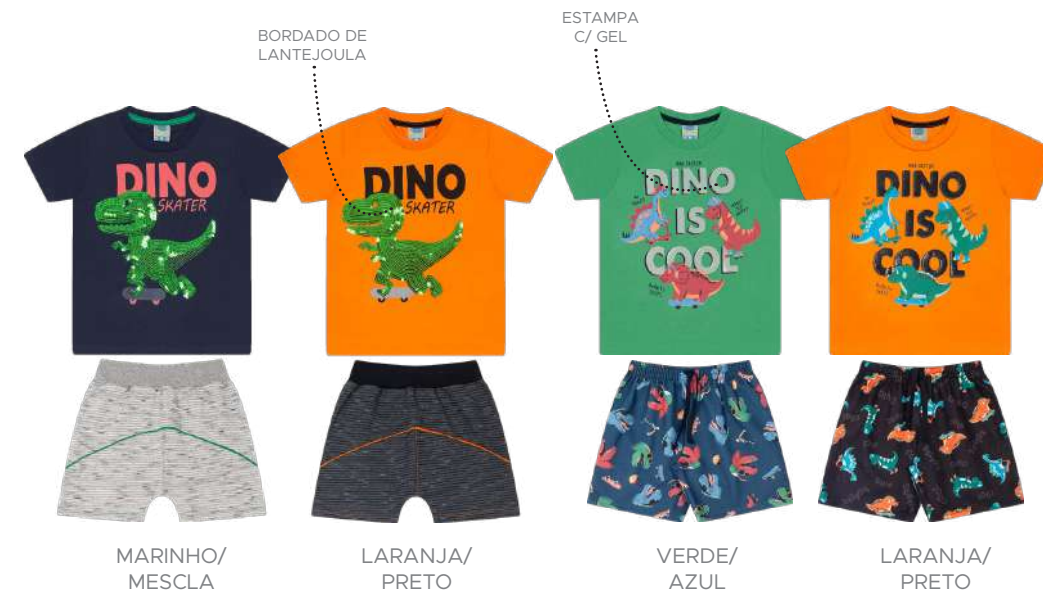 BORDADO DE
LANTEJOULA
ESTAMPA
C/ GEL
DINO
SKATER
DINO
SKATER
DINO
IS
COOL
DINO
IS
COOL
MARINHO/
MESCLA
LARANJA/
PRETO
VERDE/
AZUL
LARANJA/
PRETO